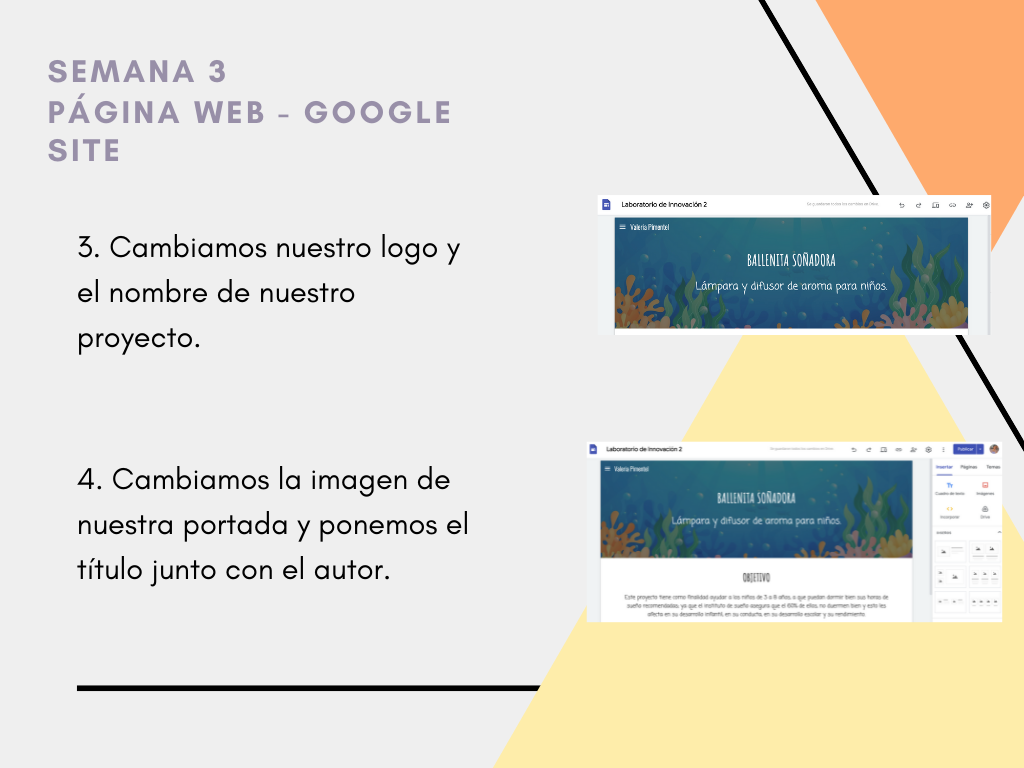 SEMANA 3
PÁGINA WEB - GOOGLE
SITE
3. Cambiamos nuestro logo y
el nombre de nuestro
proyecto.
Laboratorio de Innovación 2
Valeria Pimentel
BALLENITA SOÑADORA
Lámpara y difusor de aroma para niños.
4. Cambiamos la imagen de
nuestra portada y ponemos el
título junto con el autor.
Laboratorio de Innovación 2
Publicar
Valeria Pimentel
Insertar Páginas Temas
BALLENITA SOÑADORA
Lámpara y difusor de aroma para niños.
Cuadro de texto Imágenes
Incorporar Drive
OBJETIVO
Este proyecto tiene como finalidad ayudar a los niños de 3 a 8 años, a que puedan dormir bien sus horas de
sueño recomendadas, ya que el instituto de sueño asegura que el de ellos, no duermen bien y esto les
afecta en su desarrollo infantil, en su conducta, en su desarrollo escolar y su rendimiento.